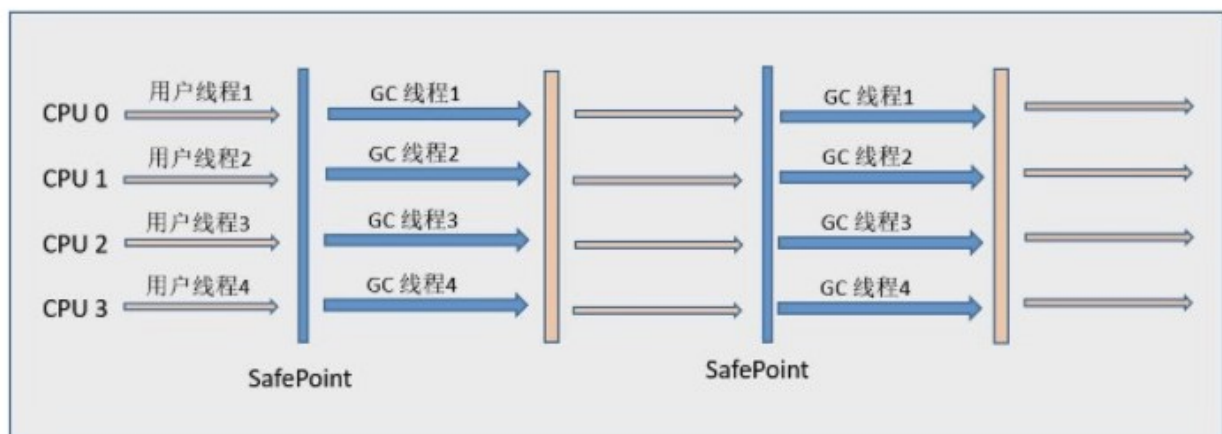 用户线程1 GC 线程1 GC 线程1
CPU 0
用户线程2 GC 线程2 GC 线程2
CPU 1
用户线程3 GC 线程3 GC 线程3
CPU 2
用户线程4 GC 线程4 GC 线程4
CPU 3
SafePoint SafePoint